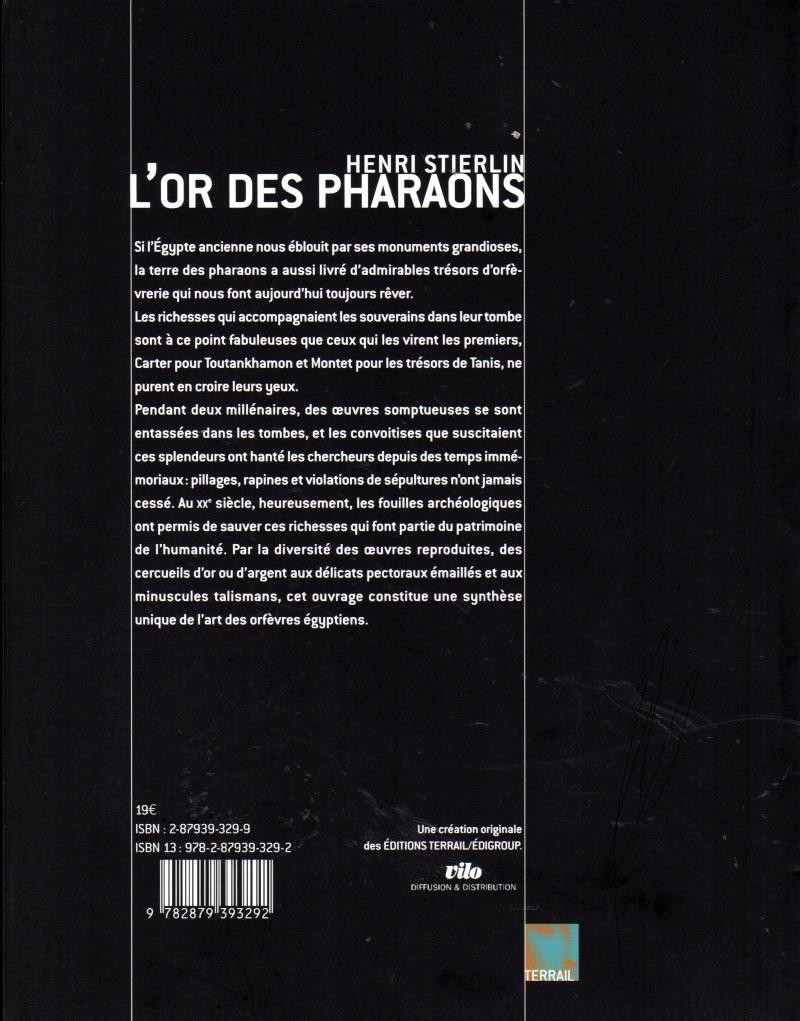 HENRI STIERLIN
L'OR DES PHARAONS
Si l'Égypte ancienne nous éblouit par ses monuments grandioses,
la terre des pharaons a aussi livré d'admirables trésors d'orfè-
vrerie qui nous font aujourd'hui toujours rêver.
Les richesses qui accompagnaient les souverains dans leur tombe
sont à ce point fabuleuses que ceux qui les virent les premiers,
Carter pour Toutankhamon et Montet pour les trésors de Tanis, ne
purent en croire leurs yeux.
Pendant deux millénaires, des œuvres somptueuses se sont
entassées dans les tombes, et les convoitises que suscitaient
ces splendeurs ont hanté les chercheurs depuis des temps immé-
moriaux : pillages, rapines et violations de sépultures n'ont jamais
cessé. Au XXe siècle, heureusement, les fouilles archéologiques
ont permis de sauver ces richesses qui font partie du patrimoine
de l'humanité. Par la diversité des œuvres reproduites, des
cercueils d'or ou d'argent aux délicats pectoraux émaillés et aux
minuscules talismans, cet ouvrage constitue une synthèse
unique de l'art des orfèvres égyptiens.
19€
ISBN : 2-87939-329-9
ISBN 13 : 978-2-87939-329-2
9 782879 393292
Une création originale
des ÉDITIONS TERRAIL/ÉDIGROUP.
vilo
DIFFUSION & DISTRIBUTION
TERRAIL